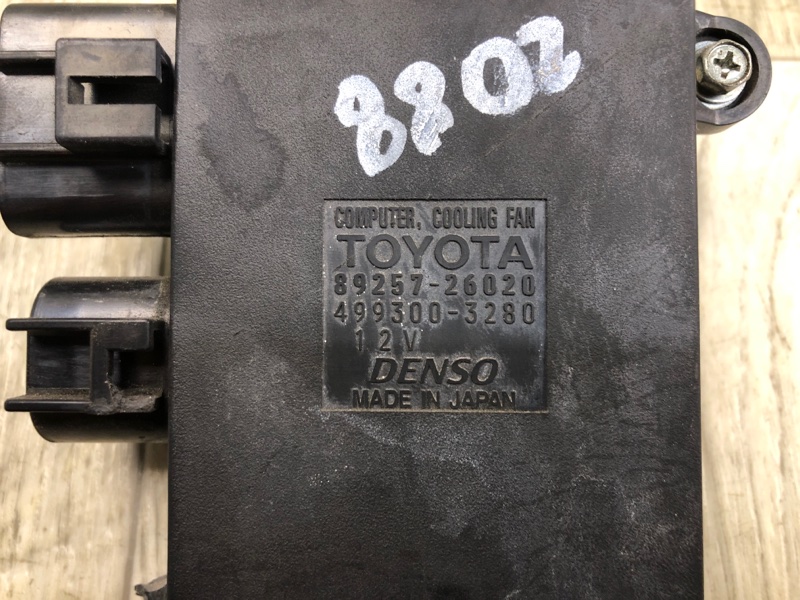 8802
COMPUTER, COOLING FAN
TOYOTA
89257-26020
499300-3280
12V
DENSO
MADE IN JAPAN